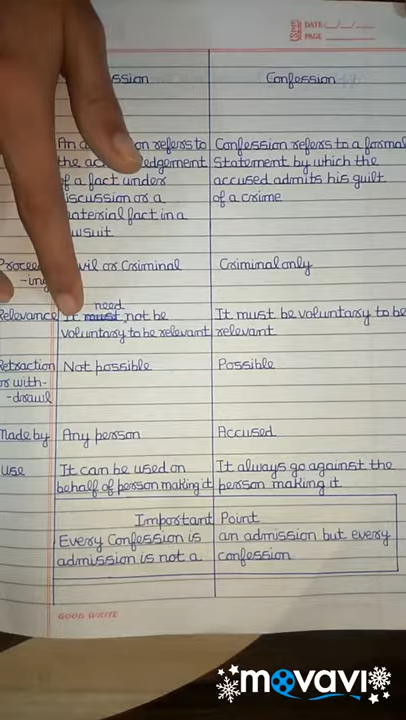 DATE: __/__/__
PAGE
ssion Confession
An a on refers to Confession refers to a formal
the ac edgement Statement by which the
f a fact under accused admits his guilt
iscussion or a of a crime
aterial fact in a
wsuit
Procee vil or Criminal Criminal only
-ing
need
Relevance It must not be It must be voluntary to be
voluntary to be relevant relevant
Retraction Not possible Possible
or with-
-drawl
Made by Any person Accused
use It can be used on It always go against the
behalf of person making it person making it
Important Point
Every Confession is an admission but every
admission is not a confession
GOOD WRITE
movavi